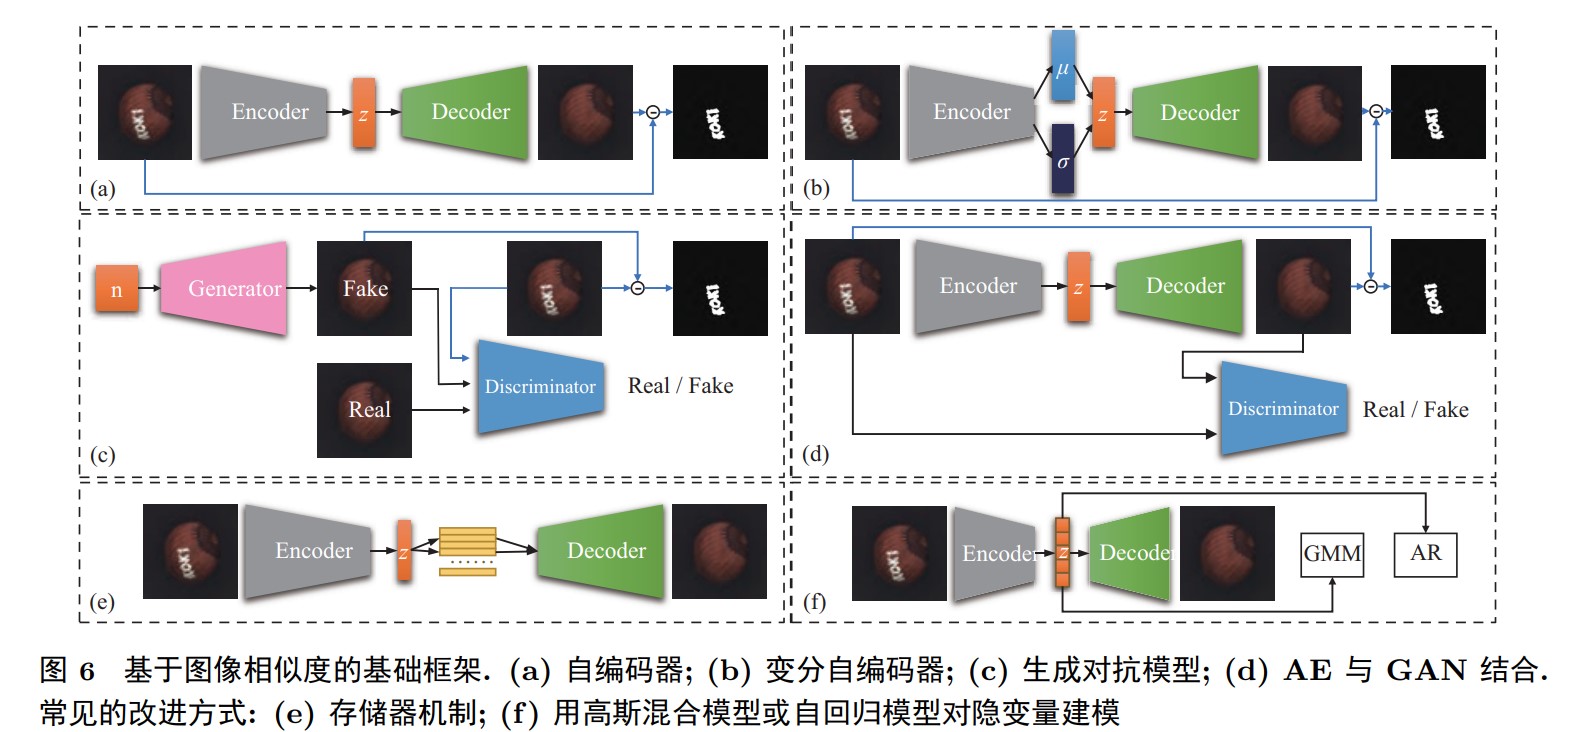 Encoder z Decoder
(a)
Encoder μ σ z Decoder
(b)
n Generator Fake
Real
Discriminator Real / Fake
(c)
Encoder z Decoder
Discriminator Real / Fake
(d)
Encoder z ...... Decoder
(e)
Encoder z Decoder GMM AR
(f)
图 6 基于图像相似度的基础框架. (a) 自编码器; (b) 变分自编码器; (c) 生成对抗模型; (d) AE 与 GAN 结合.
常见的改进方式: (e) 存储器机制; (f) 用高斯混合模型或自回归模型对隐变量建模